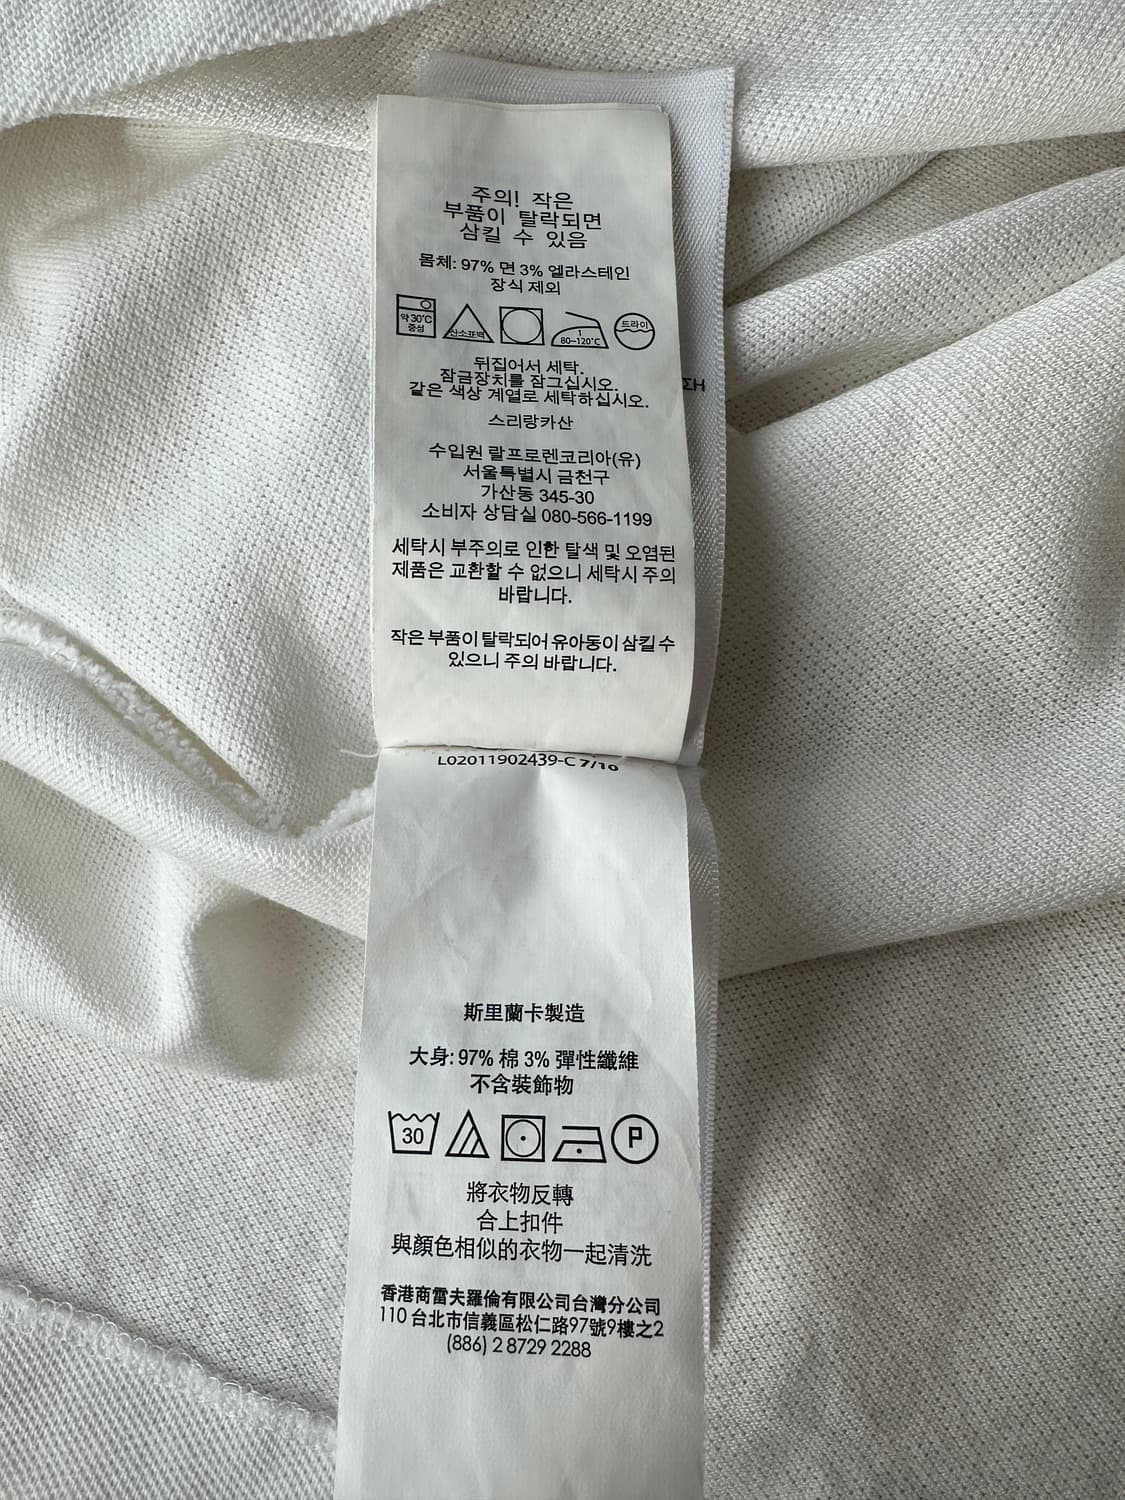 주의! 작은
부품이 탈락되면
삼킬 수 있음
몸체: 97% 면 3% 엘라스테인
장식 제외
약30°C
중성
산소표백
1
80–120°C
드라이
뒤집어서 세탁.
잠금장치를 잠그십시오.
같은 색상 계열로 세탁하십시오.
ΣΗ
스리랑카산
수입원 랄프로렌코리아(유)
서울특별시 금천구
가산동 345-30
소비자 상담실 080-566-1199
세탁시 부주의로 인한 탈색 및 오염된
제품은 교환할 수 없으니 세탁시 주의
바랍니다.
작은 부품이 탈락되어 유아동이 삼킬 수
있으니 주의 바랍니다.
L02011902439-C 7/10
斯里蘭卡製造
大身: 97% 棉 3% 彈性纖維
不含裝飾物
30
P
將衣物反轉
合上扣件
與顏色相似的衣物一起清洗
香港商雷夫羅倫有限公司台灣分公司
110 台北市信義區松仁路97號9樓之2
(886) 2 8729 2288